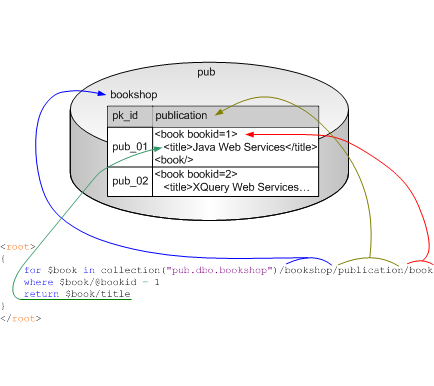 pub
bookshop
pk_id publication
pub_01 <book bookid=1>
<title>Java Web Services</title>
<book/>
pub_02 <book bookid=2>
<title>XQuery Web Services...
<root>
{
for $book in collection("pub.dbo.bookshop")/bookshop/publication/book
where $book/@bookid = 1
return $book/title
}
</root>